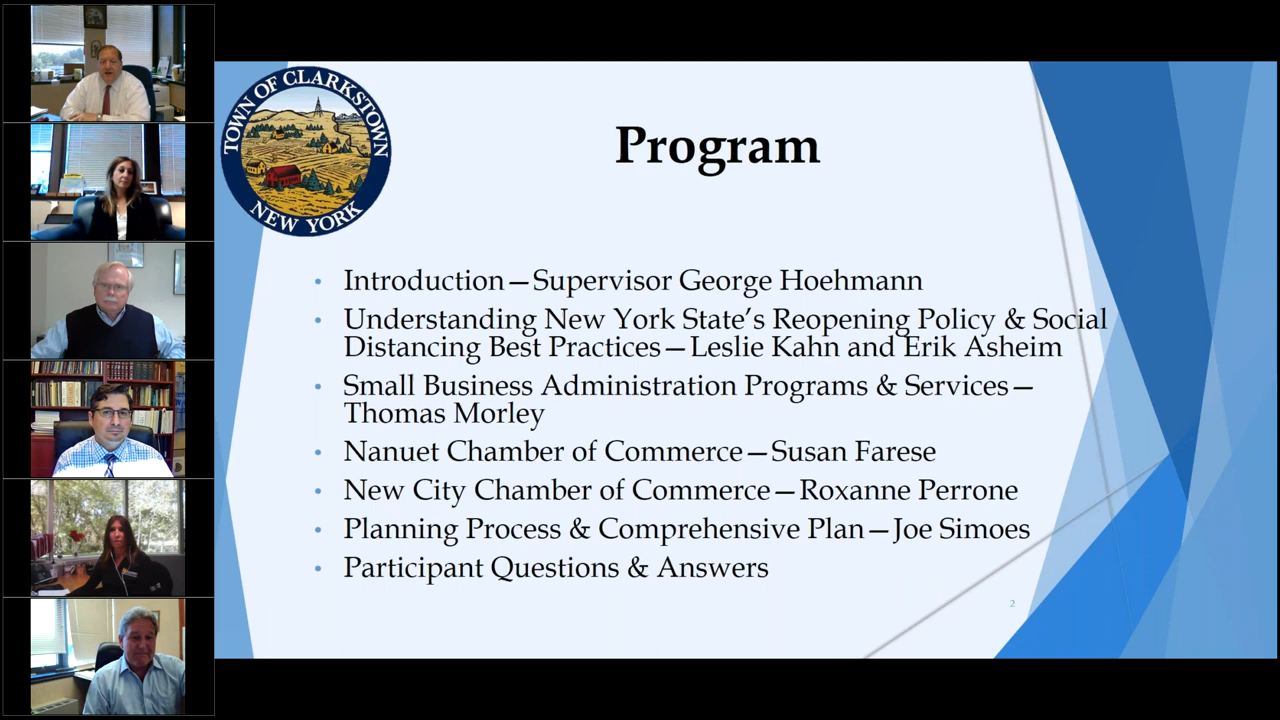 TOWN OF CLARKSTOWN
NEW YORK
Program
• Introduction—Supervisor George Hoehmann
• Understanding New York State’s Reopening Policy & Social
Distancing Best Practices—Leslie Kahn and Erik Asheim
• Small Business Administration Programs & Services—
Thomas Morley
• Nanuet Chamber of Commerce—Susan Farese
• New City Chamber of Commerce—Roxanne Perrone
• Planning Process & Comprehensive Plan—Joe Simoes
• Participant Questions & Answers
2